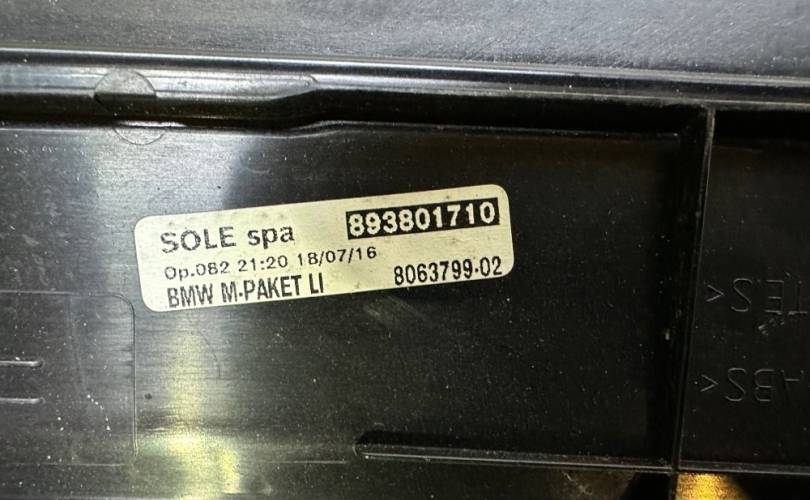 SOLE spa 893801710
Op.082 21:20 18/07/16
BMW M-PAKET LI 8063799-02